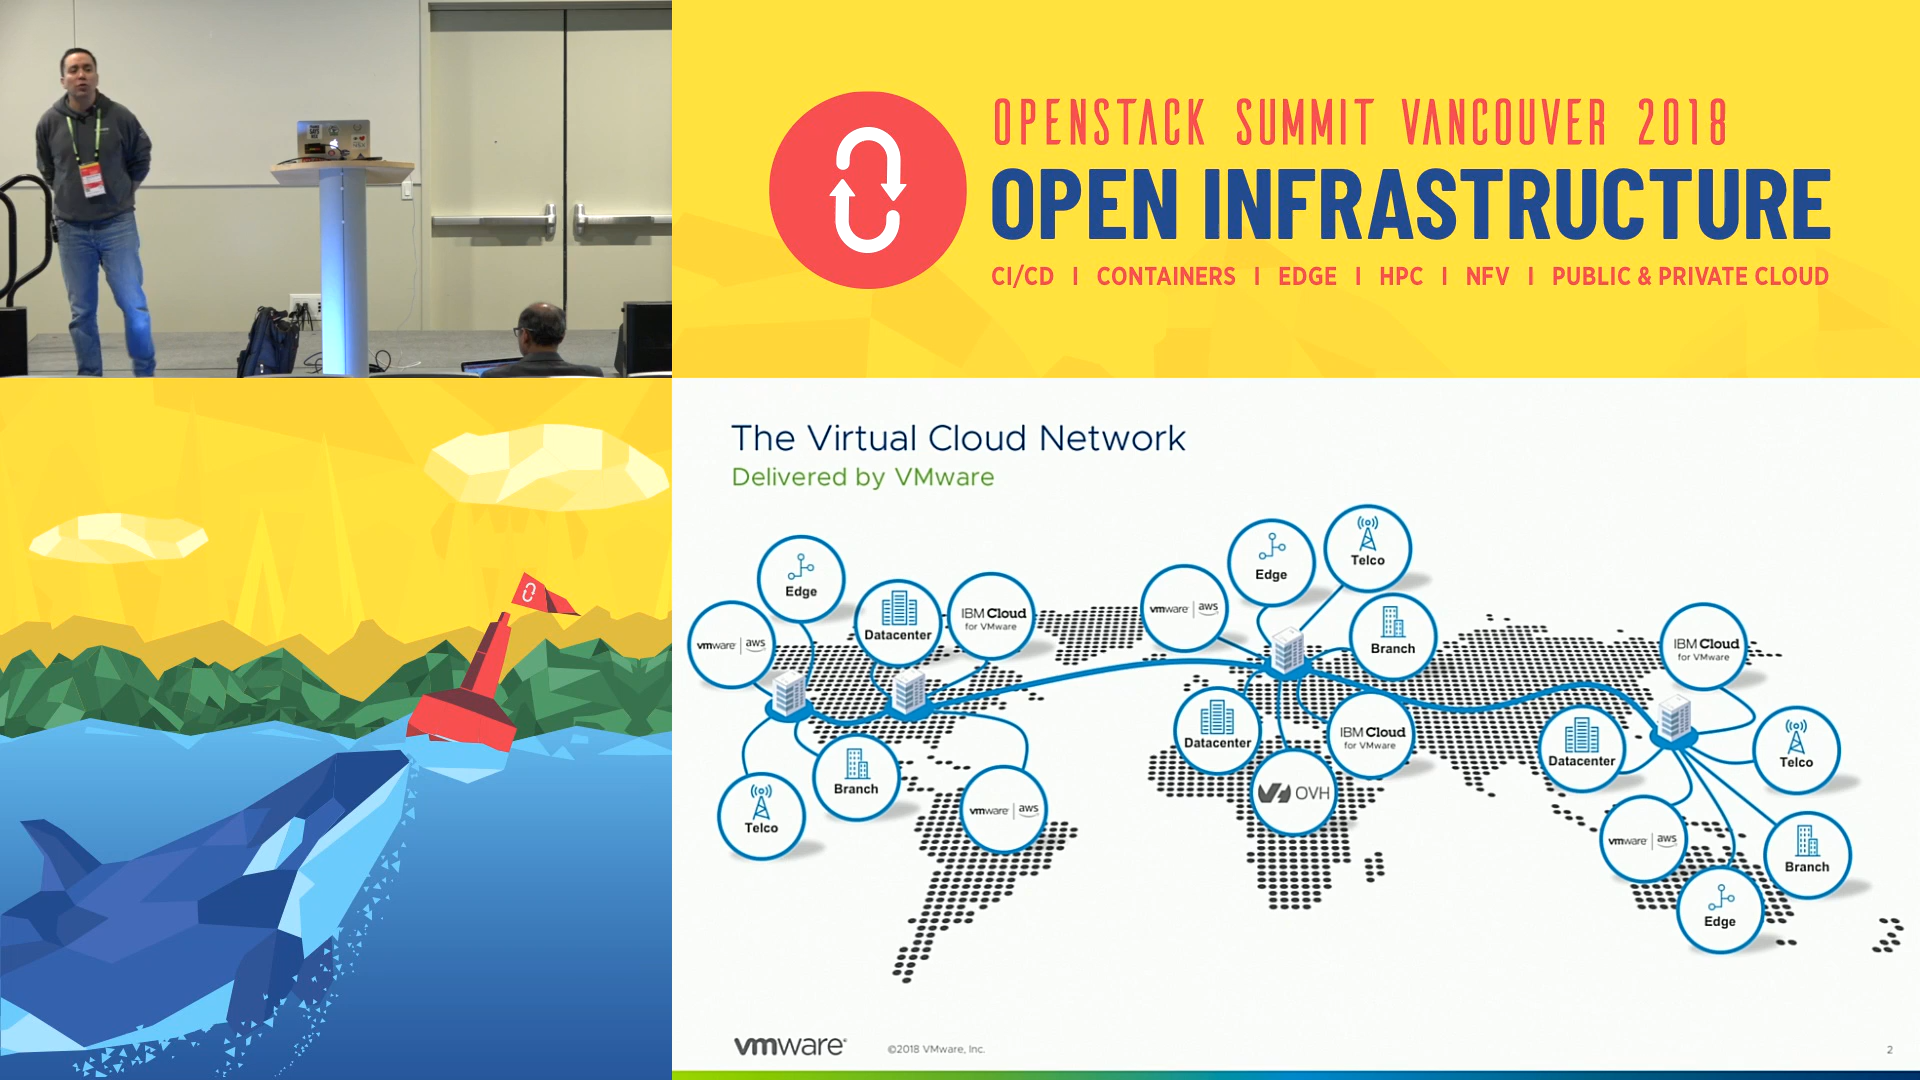 OPENSTACK SUMMIT VANCOUVER 2018
OPEN INFRASTRUCTURE
CI/CD | CONTAINERS | EDGE | HPC | NFV | PUBLIC & PRIVATE CLOUD
The Virtual Cloud Network
Delivered by VMware
Edge
vmware | aws
Datacenter
IBM Cloud
for VMware
Telco
Branch
vmware | aws
vmware | aws
Edge
Telco
Branch
Datacenter
IBM Cloud
for VMware
OVH
IBM Cloud
for VMware
Datacenter
Telco
vmware | aws
Branch
Edge
vmware
©2018 VMware, Inc.
2